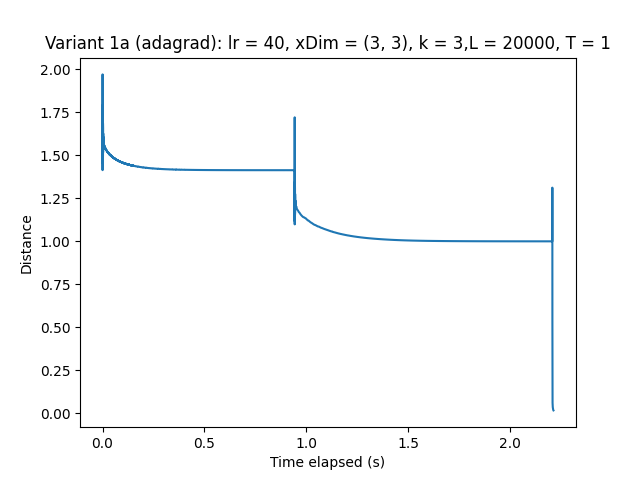 Variant 1a (adagrad): lr = 40, xDim = (3, 3), k = 3,L = 20000, T = 1
2.00
1.75
1.50
1.25
1.00
0.75
0.50
0.25
0.00
Distance
0.0 0.5 1.0 1.5 2.0
Time elapsed (s)